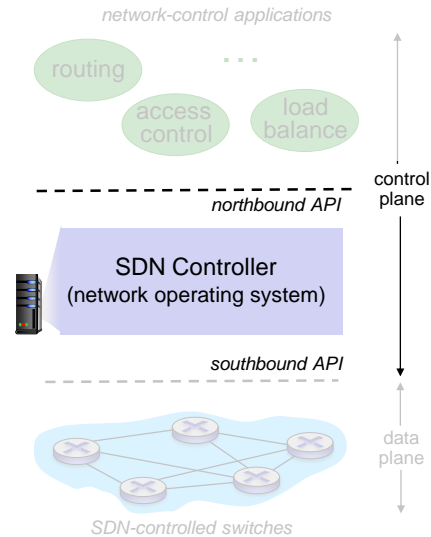 network-control applications
routing
...
access
control
load
balance
control
plane
northbound API
SDN Controller
(network operating system)
southbound API
data
plane
SDN-controlled switches